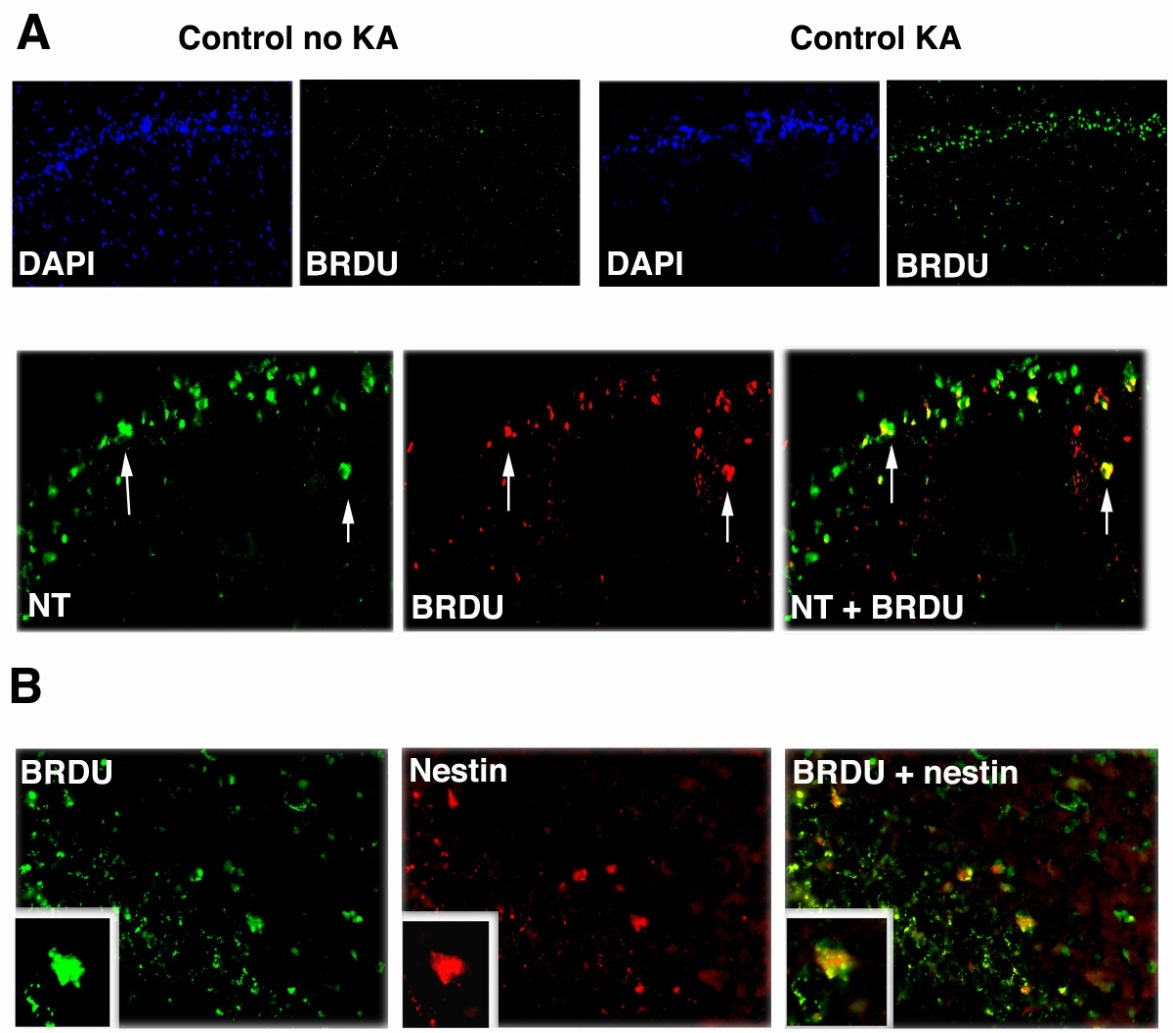 A
Control no KA
Control KA
DAPI
BRDU
DAPI
BRDU
NT
BRDU
NT + BRDU
B
BRDU
Nestin
BRDU + nestin